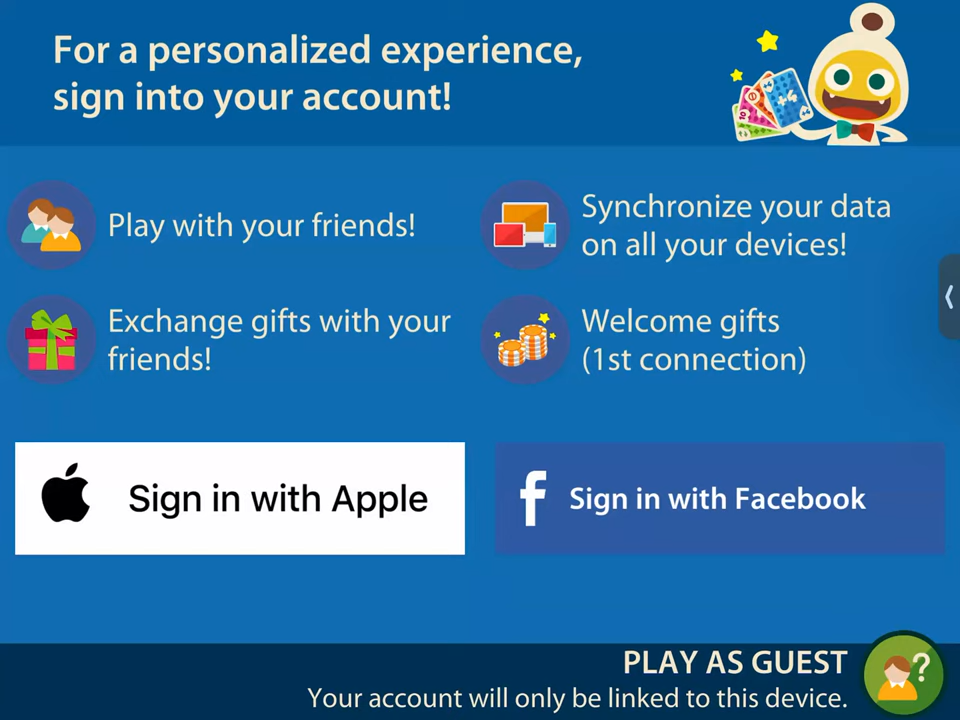 For a personalized experience,
sign into your account!
Play with your friends!
Synchronize your data
on all your devices!
Exchange gifts with your
friends!
Welcome gifts
(1st connection)
Sign in with Apple
f Sign in with Facebook
PLAY AS GUEST
Your account will only be linked to this device.